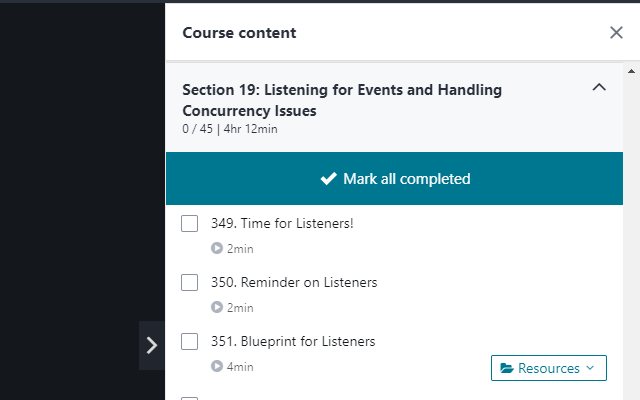 Course content
Section 19: Listening for Events and Handling
Concurrency Issues
0 / 45 | 4hr 12min
Mark all completed
349. Time for Listeners!
2min
350. Reminder on Listeners
2min
351. Blueprint for Listeners
4min
Resources